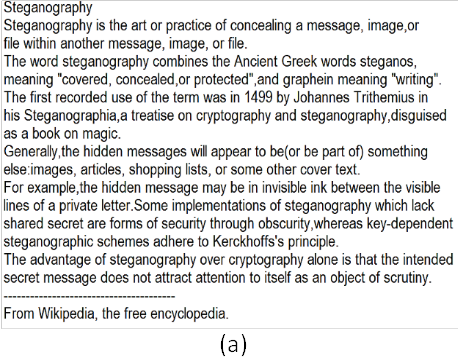 Steganography
Steganography is the art or practice of concealing a message, image,or
file within another message, image, or file.
The word steganography combines the Ancient Greek words steganos,
meaning "covered, concealed,or protected",and graphein meaning "writing".
The first recorded use of the term was in 1499 by Johannes Trithemius in
his Steganographia,a treatise on cryptography and steganography,disguised
as a book on magic.
Generally,the hidden messages will appear to be(or be part of) something
else:images, articles, shopping lists, or some other cover text.
For example,the hidden message may be in invisible ink between the visible
lines of a private letter.Some implementations of steganography which lack
shared secret are forms of security through obscurity,whereas key-dependent
steganographic schemes adhere to Kerckhoffs's principle.
The advantage of steganography over cryptography alone is that the intended
secret message does not attract attention to itself as an object of scrutiny.
---------------------------------------
From Wikipedia, the free encyclopedia.
(a)